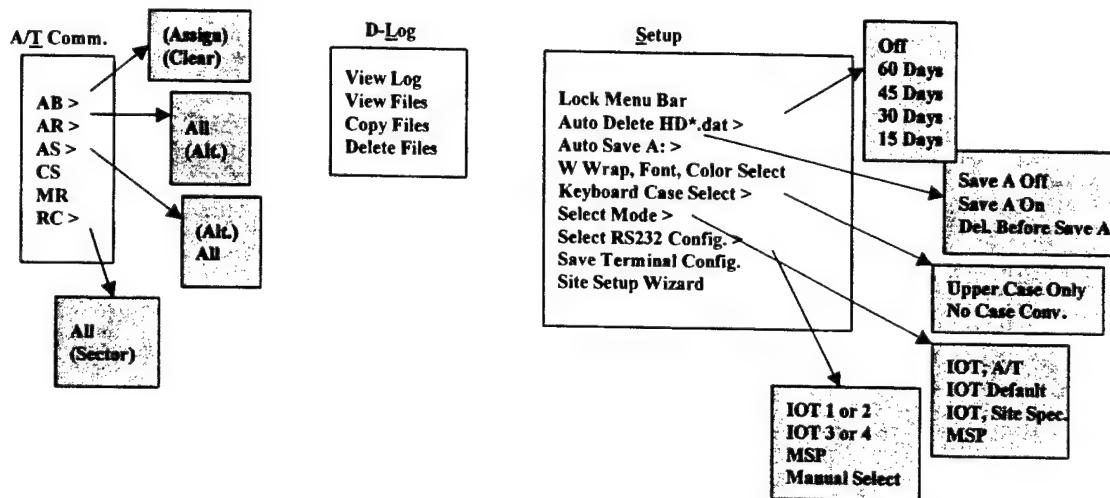 A/T Comm.
AB >
AR >
AS >
CS
MR
RC >
(Assign)
(Clear)
All
(Alt.)
(Alt.)
All
All
(Sector)
D-Log
View Log
View Files
Copy Files
Delete Files
Setup
Lock Menu Bar
Auto Delete HD*.dat >
Auto Save A: >
W Wrap, Font, Color Select
Keyboard Case Select >
Select Mode >
Select RS232 Config. >
Save Terminal Config.
Site Setup Wizard
Off
60 Days
45 Days
30 Days
15 Days
Save A Off
Save A On
Del. Before Save A
Upper Case Only
No Case Conv.
IOT, A/T
IOT Default
IOT, Site Spec.
MSP
IOT 1 or 2
IOT 3 or 4
MSP
Manual Select